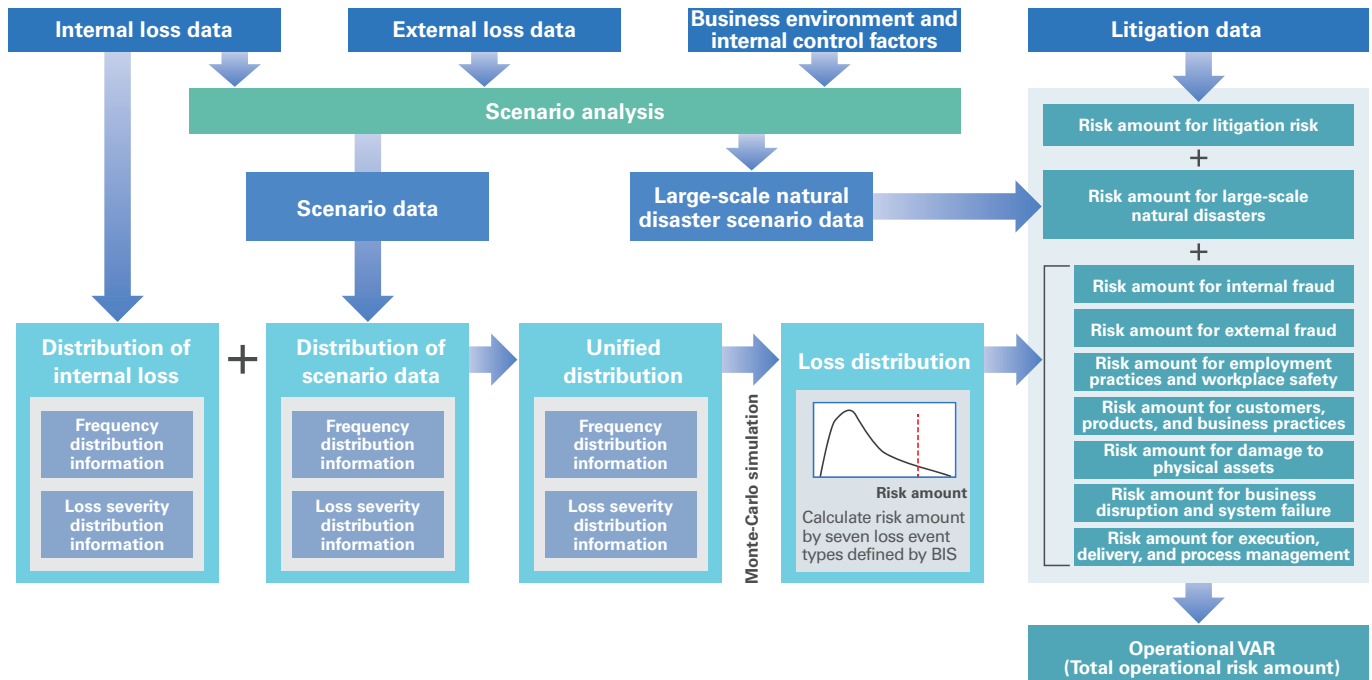 Internal loss data
External loss data
Business environment and
internal control factors
Litigation data
Scenario analysis
Risk amount for litigation risk
+
Scenario data
Large-scale natural
disaster scenario data
Risk amount for large-scale
natural disasters
+
Risk amount for internal fraud
Risk amount for external fraud
Risk amount for employment
practices and workplace safety
Risk amount for customers,
products, and business practices
Risk amount for damage to
physical assets
Risk amount for business
disruption and system failure
Risk amount for execution,
delivery, and process management
Distribution of
internal loss
Frequency
distribution
information
Loss severity
distribution
information
+
Distribution of
scenario data
Frequency
distribution
information
Loss severity
distribution
information
Unified
distribution
Frequency
distribution
information
Loss severity
distribution
information
Monte-Carlo simulation
Loss distribution
Risk amount
Calculate risk amount
by seven loss event
types defined by BIS
Operational VAR
(Total operational risk amount)